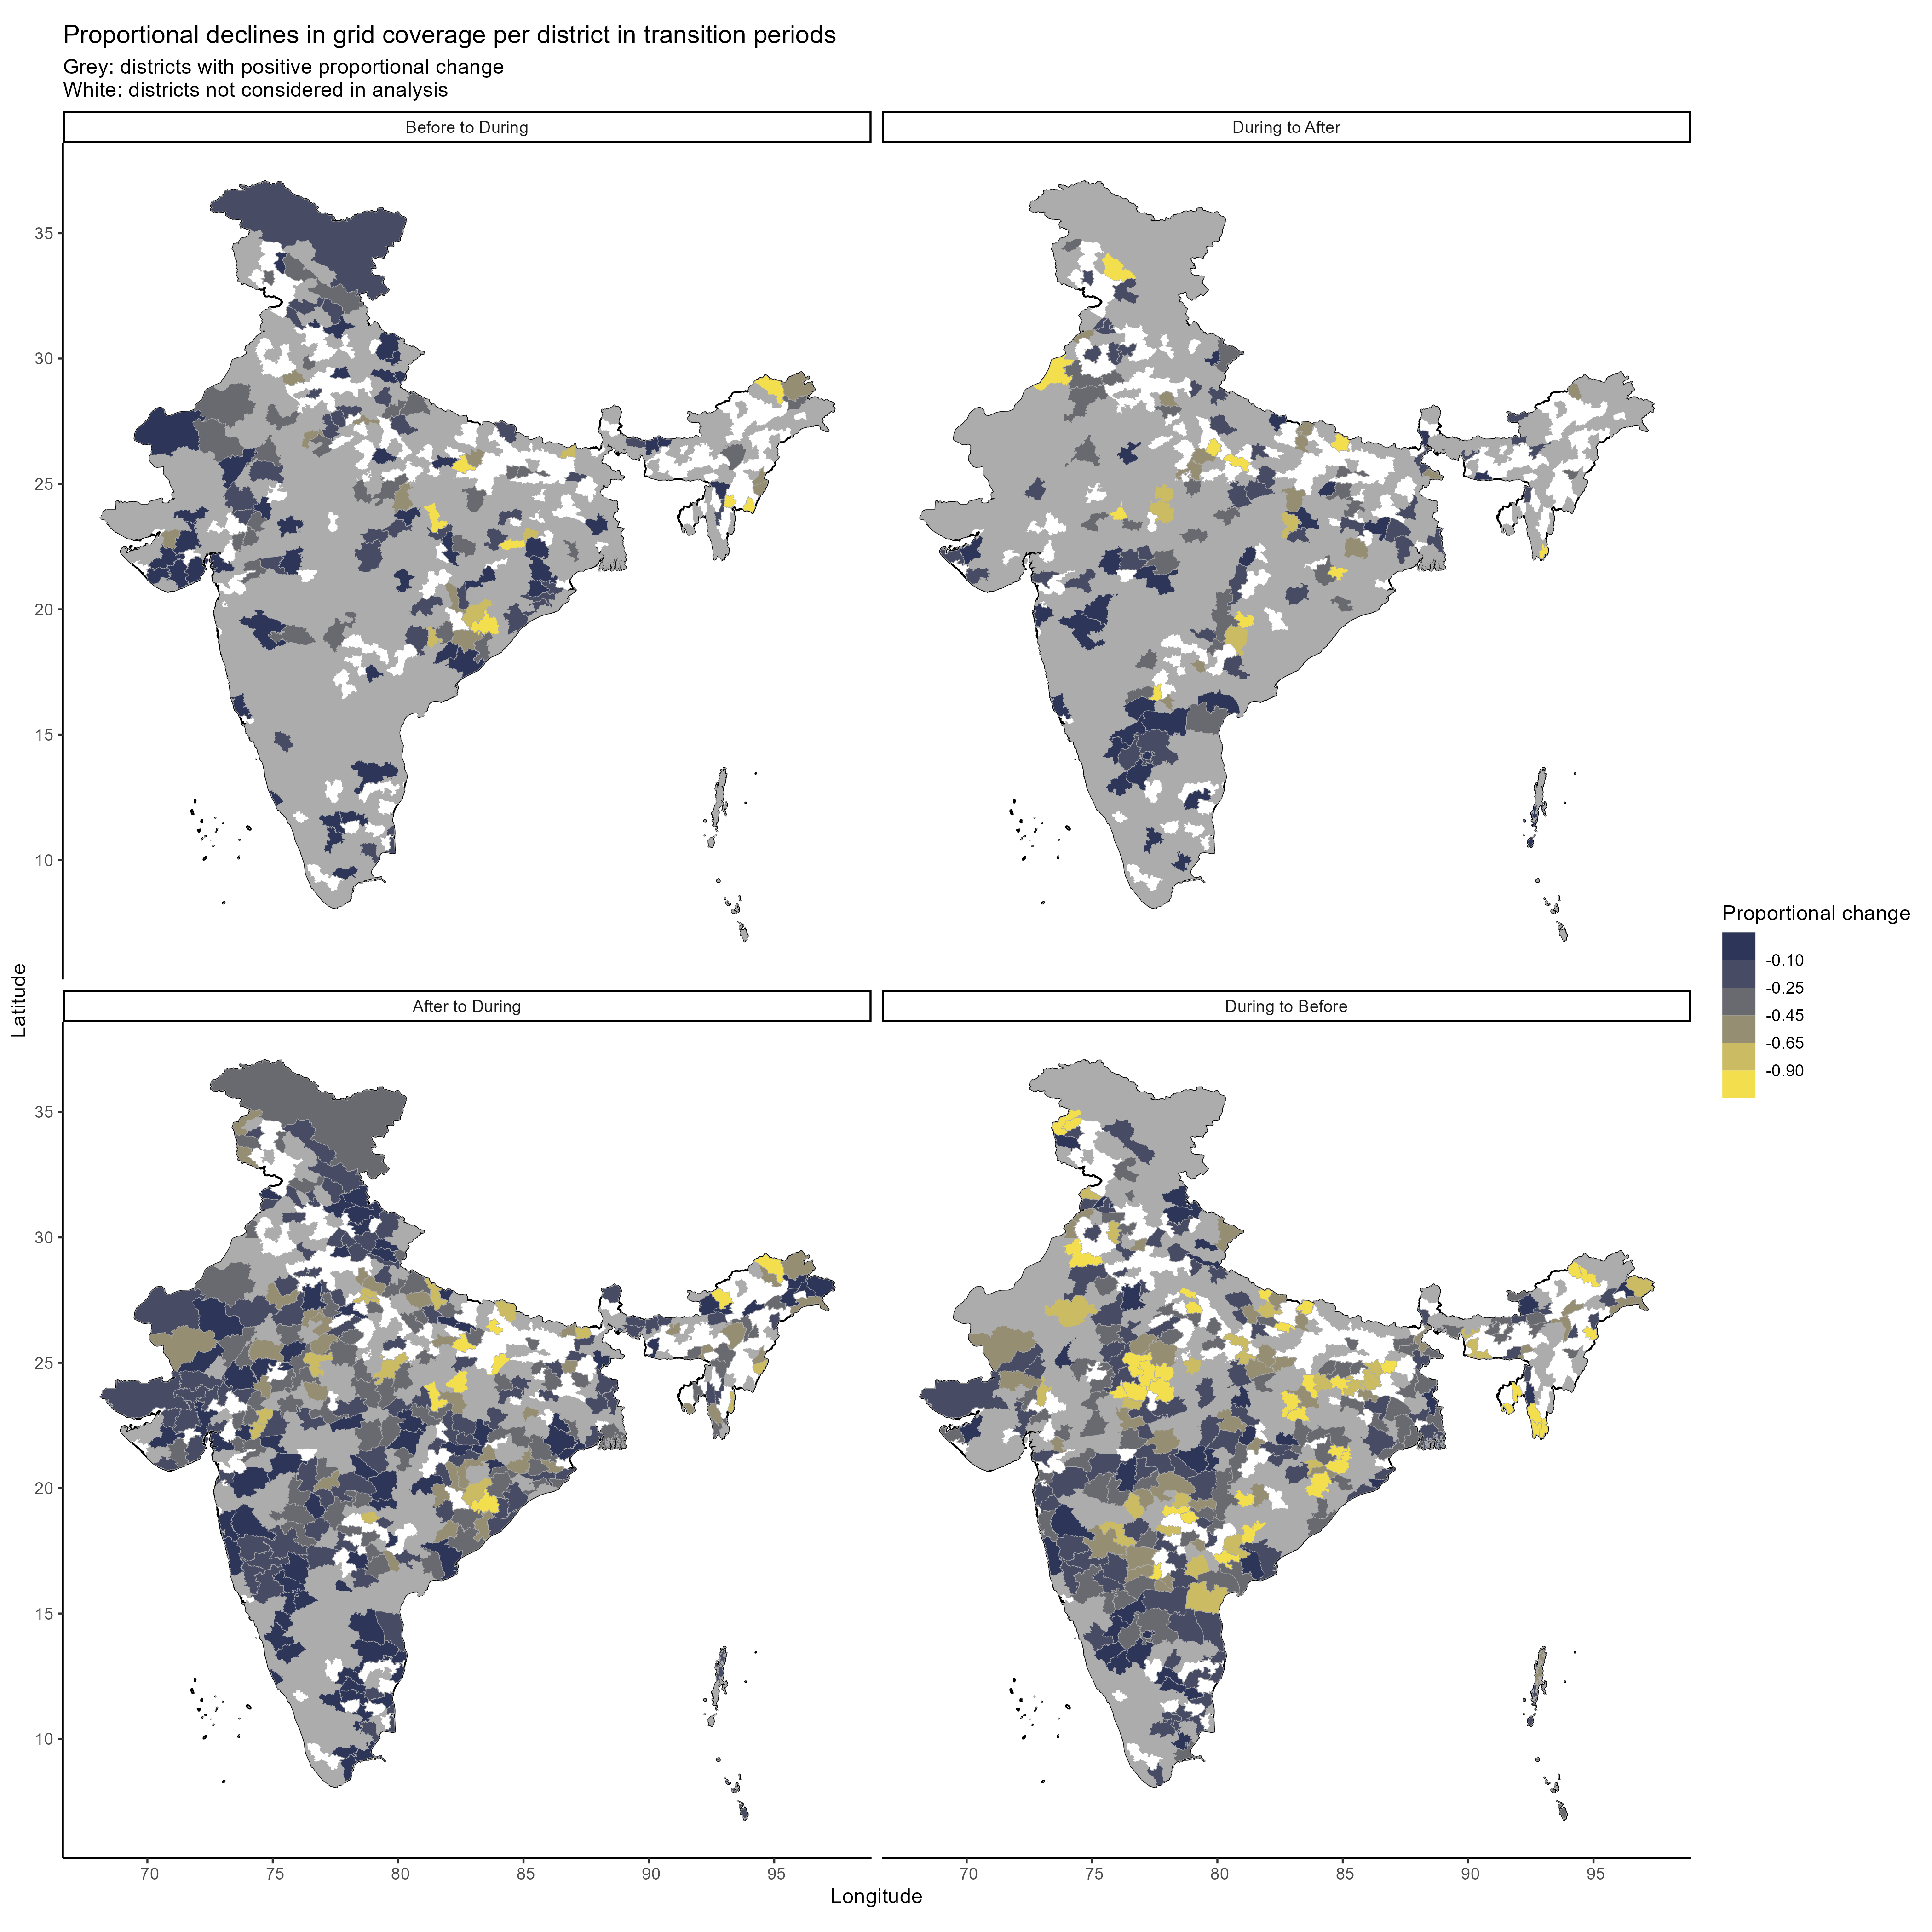 Proportional declines in grid coverage per district in transition periods
Grey: districts with positive proportional change
White: districts not considered in analysis
Before to During
During to After
35
30
25
20
15
10
After to During
During to Before
35
30
25
20
15
10
70 75 80 85 90 95
70 75 80 85 90 95
Longitude
Latitude
Proportional change
-0.10
-0.25
-0.45
-0.65
-0.90